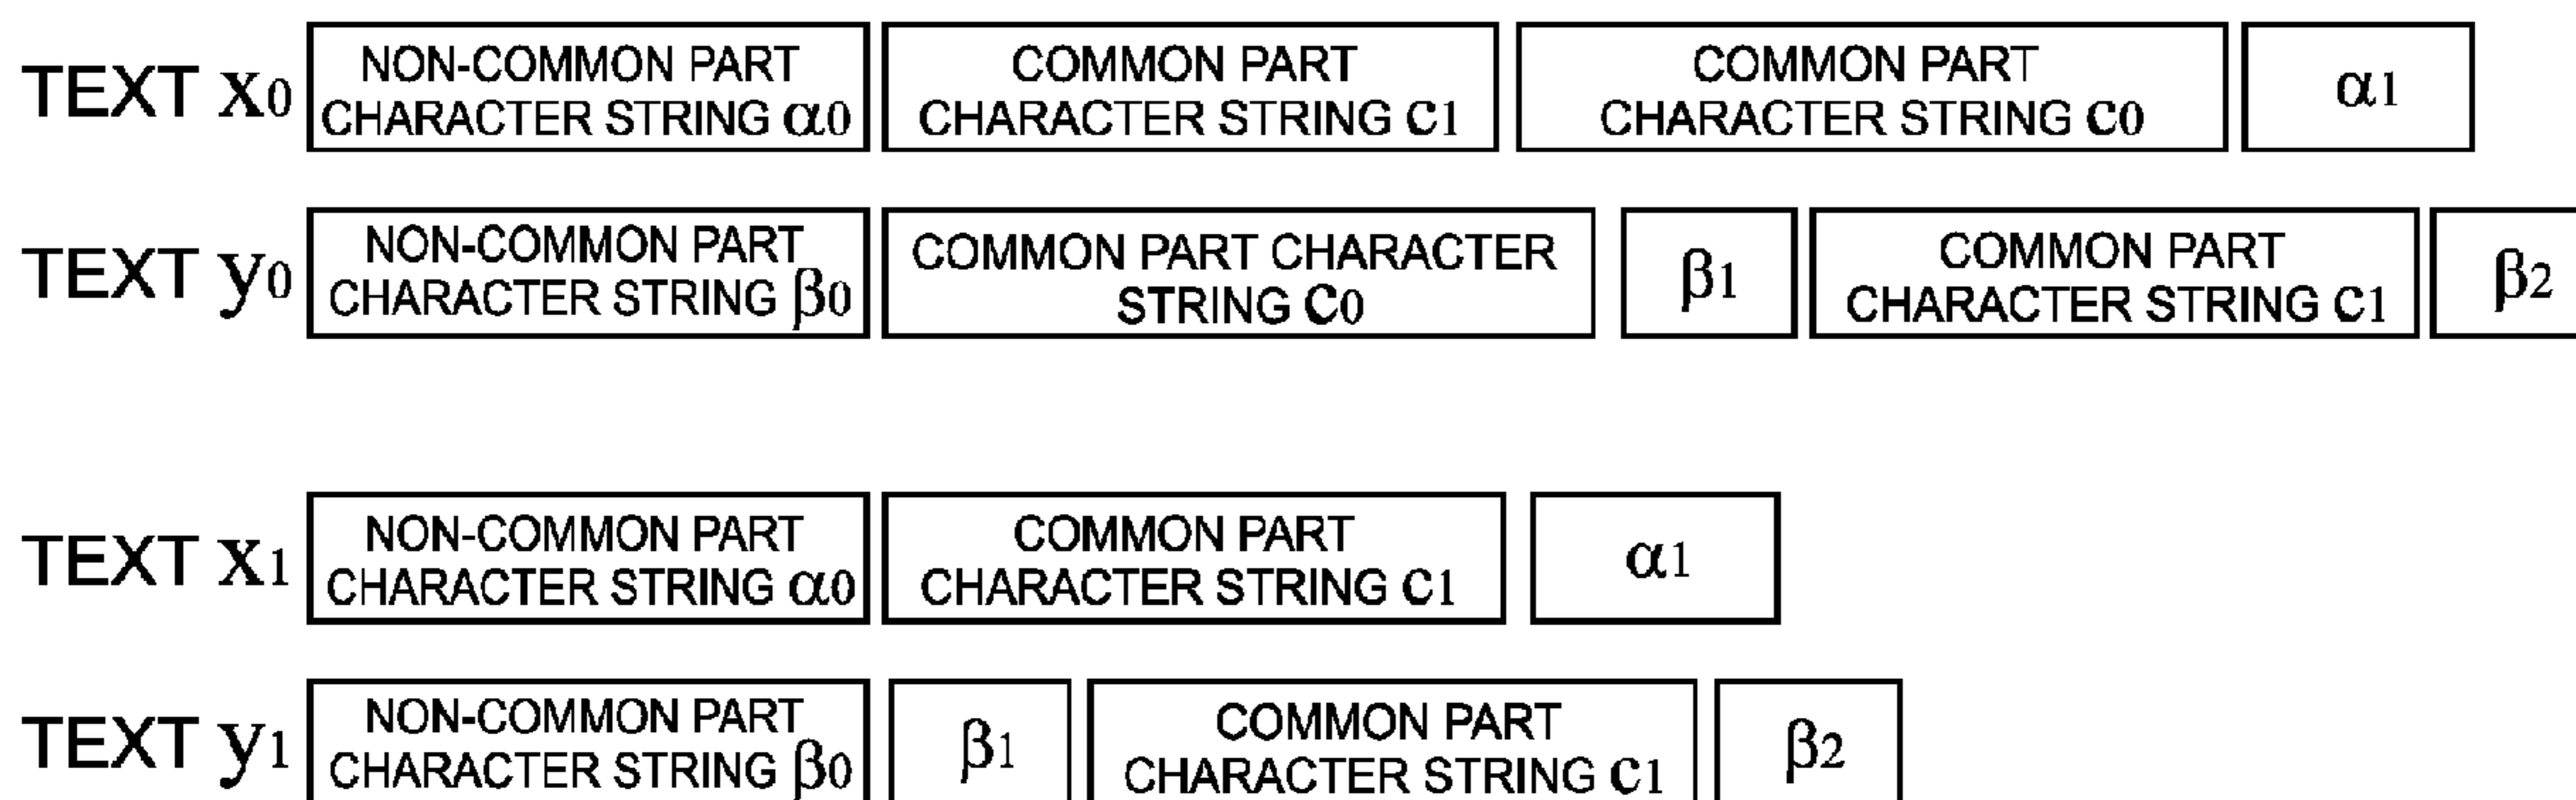 TEXT x0 NON-COMMON PART CHARACTER STRING α0 COMMON PART CHARACTER STRING c1 COMMON PART CHARACTER STRING c0 α1
TEXT y0 NON-COMMON PART CHARACTER STRING β0 COMMON PART CHARACTER STRING c0 β1 COMMON PART CHARACTER STRING c1 β2
TEXT x1 NON-COMMON PART CHARACTER STRING α0 COMMON PART CHARACTER STRING c1 α1
TEXT y1 NON-COMMON PART CHARACTER STRING β0 β1 COMMON PART CHARACTER STRING c1 β2